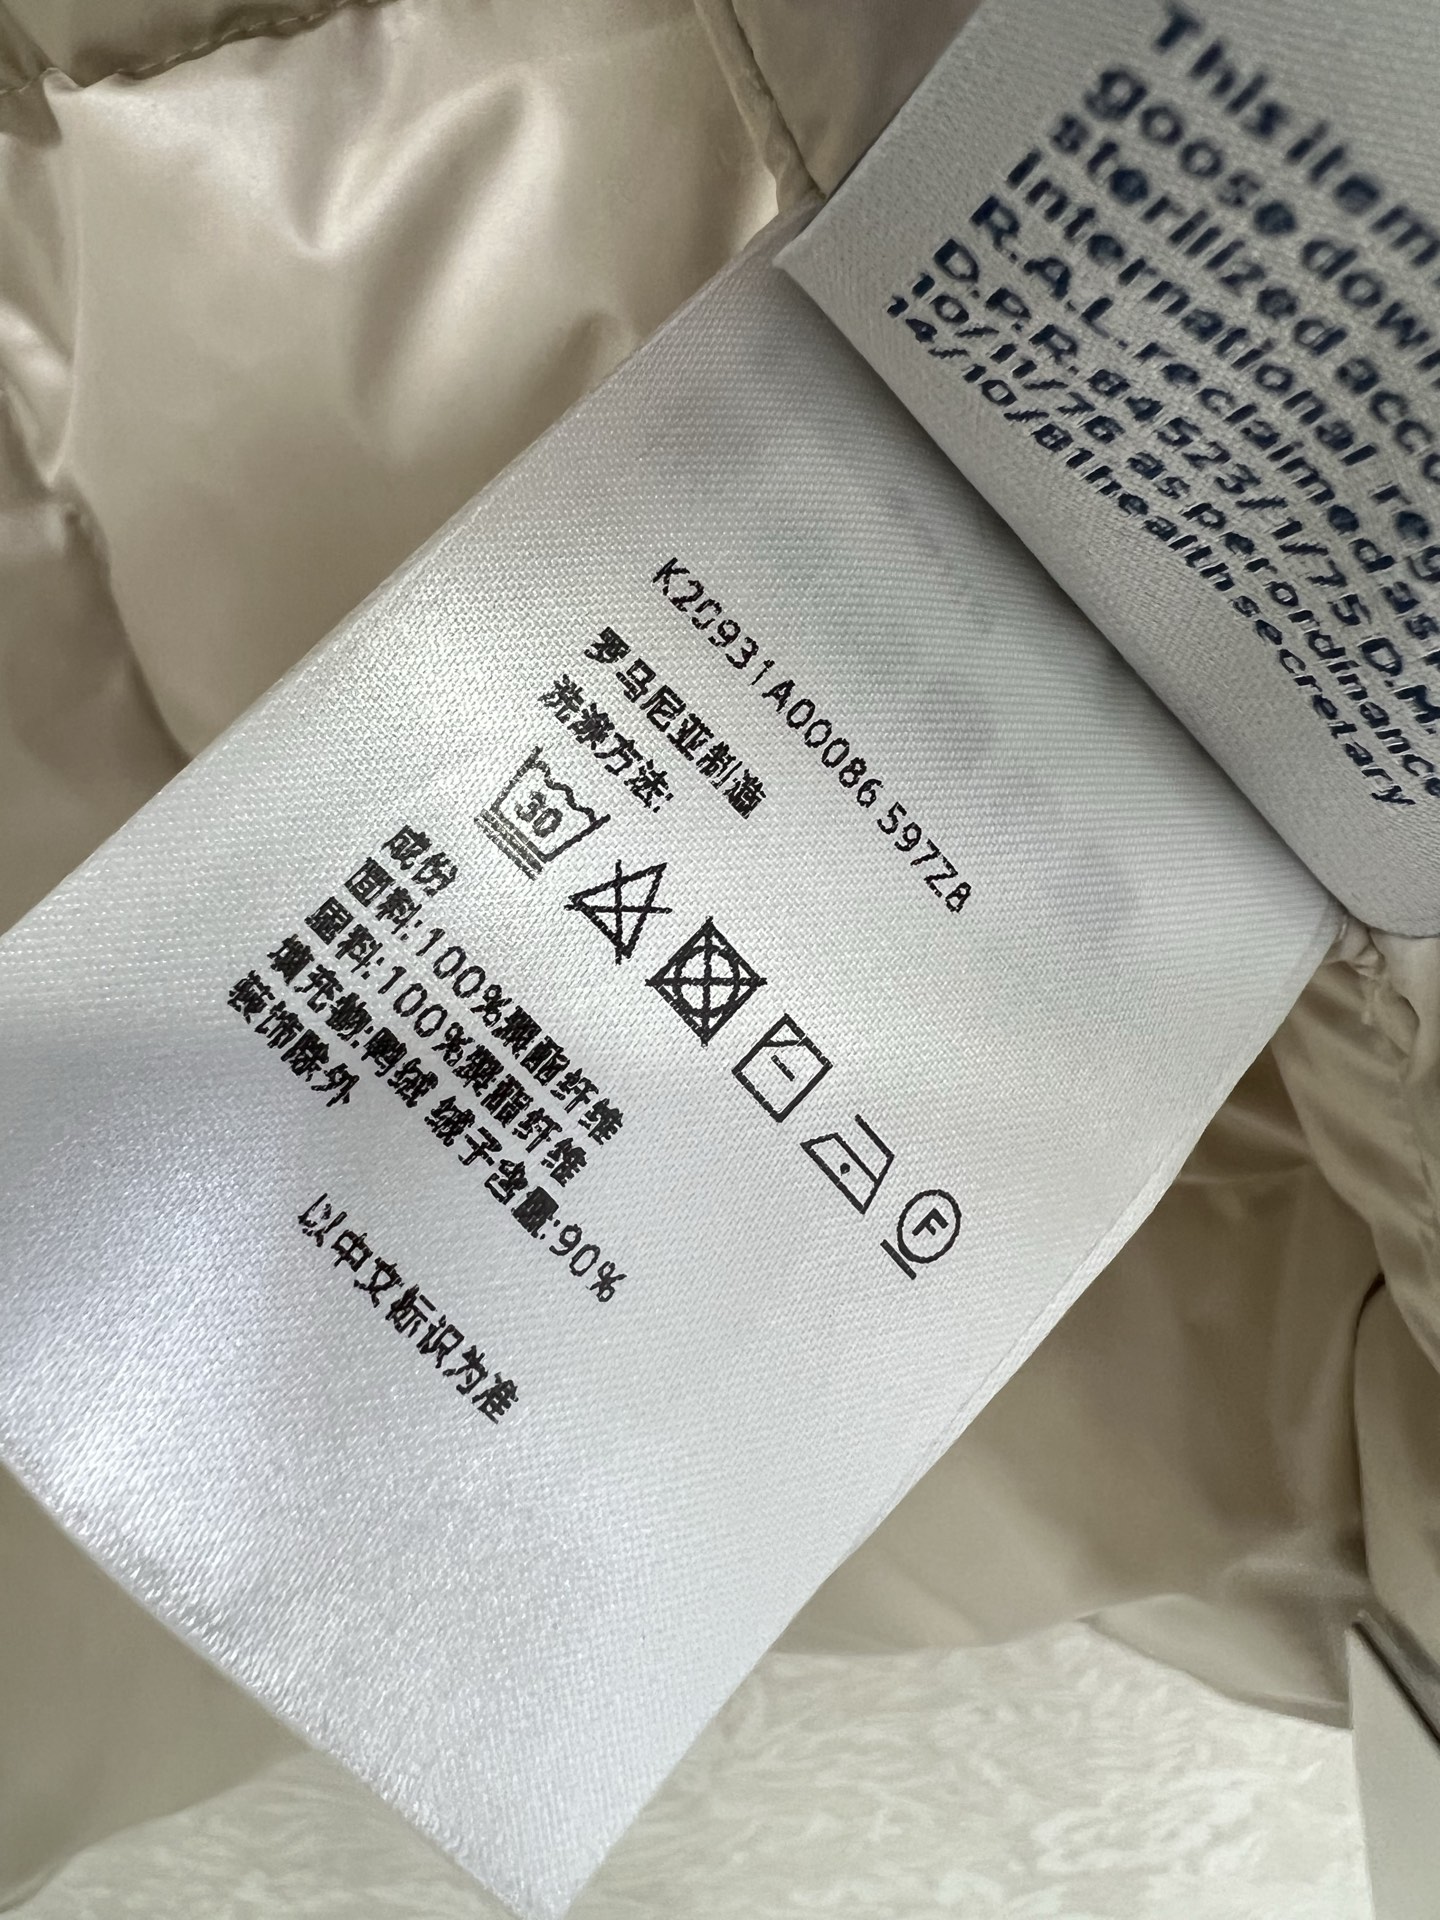 This item
goose down
sterilized acco
International reg
R.A.L. reclaimed as p
D.P.R. 84523/1/75 D.M.
10/11/76 as per ordinance
14/10/81 health secretary
K20931A00086 597Z8
罗马尼亚制造
洗涤方法:
30
F
成份
面料:100%聚酯纤维
里料:100%聚酯纤维
填充物:鸭绒 绒子含量:90%
装饰除外
以中文标识为准